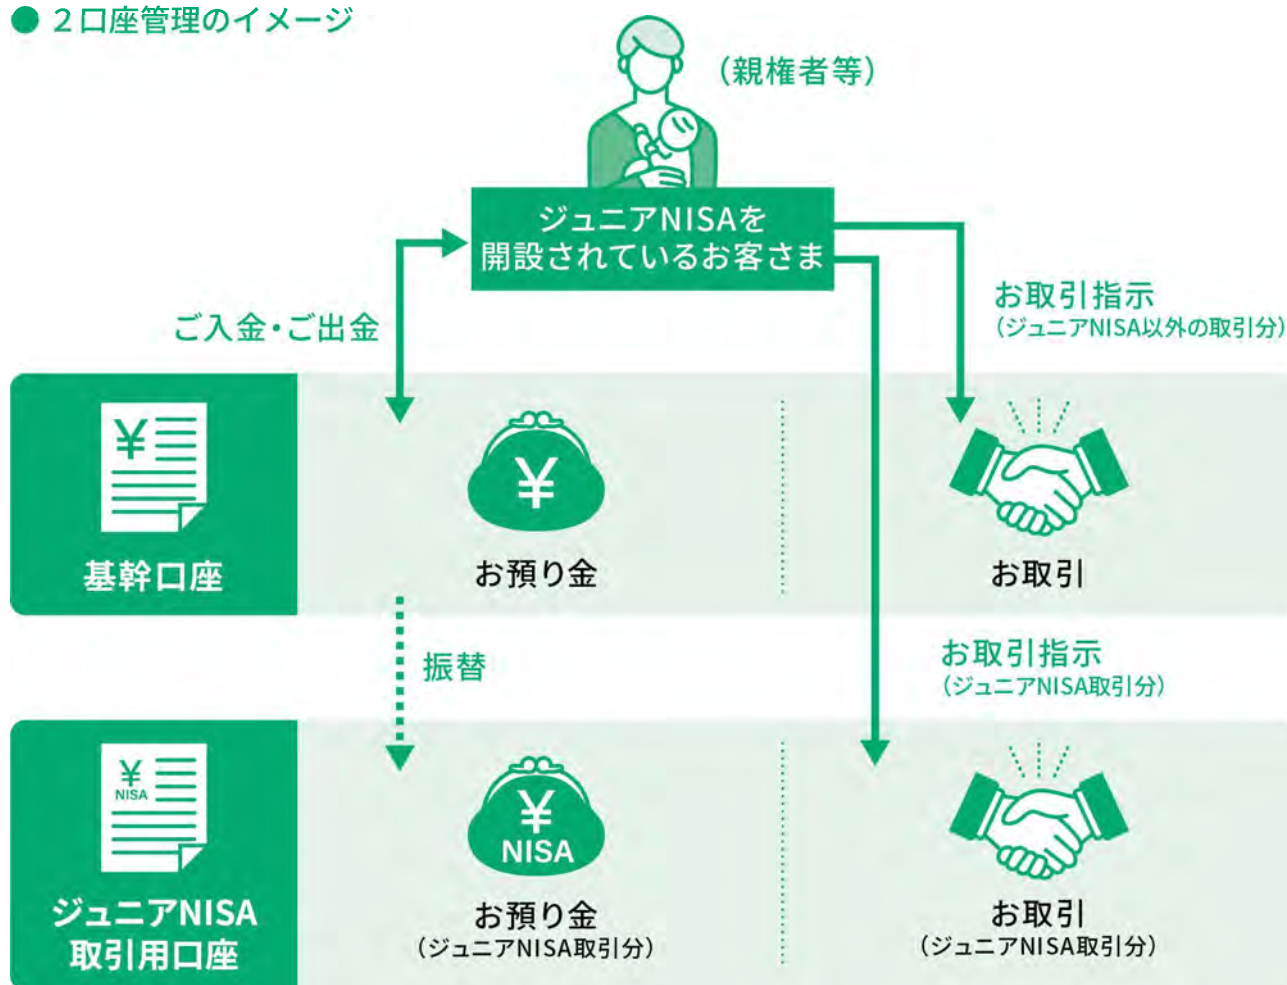 ● 2口座管理のイメージ
（親権者等）
ジュニアNISAを
開設されているお客さま
お取引指示
（ジュニアNISA以外の取引分）
ご入金・ご出金
¥
¥
基幹口座
お預り金
お取引
振替
お取引指示
（ジュニアNISA取引分）
¥
NISA
¥
NISA
ジュニアNISA
取引用口座
お預り金
（ジュニアNISA取引分）
お取引
（ジュニアNISA取引分）